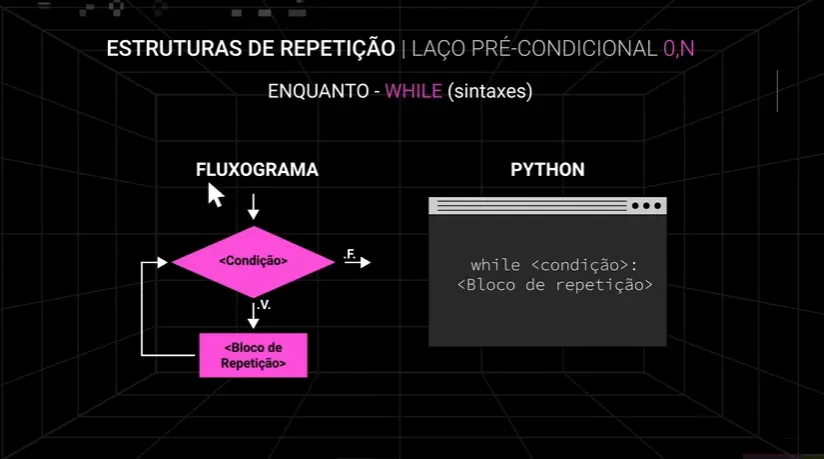 ESTRUTURAS DE REPETIÇÃO | LAÇO PRÉ-CONDICIONAL 0,N
ENQUANTO - WHILE (sintaxes)
FLUXOGRAMA
<Condição>
.F.
.V.
<Bloco de
Repetição>
PYTHON
while <condição>:
<Bloco de repetição>